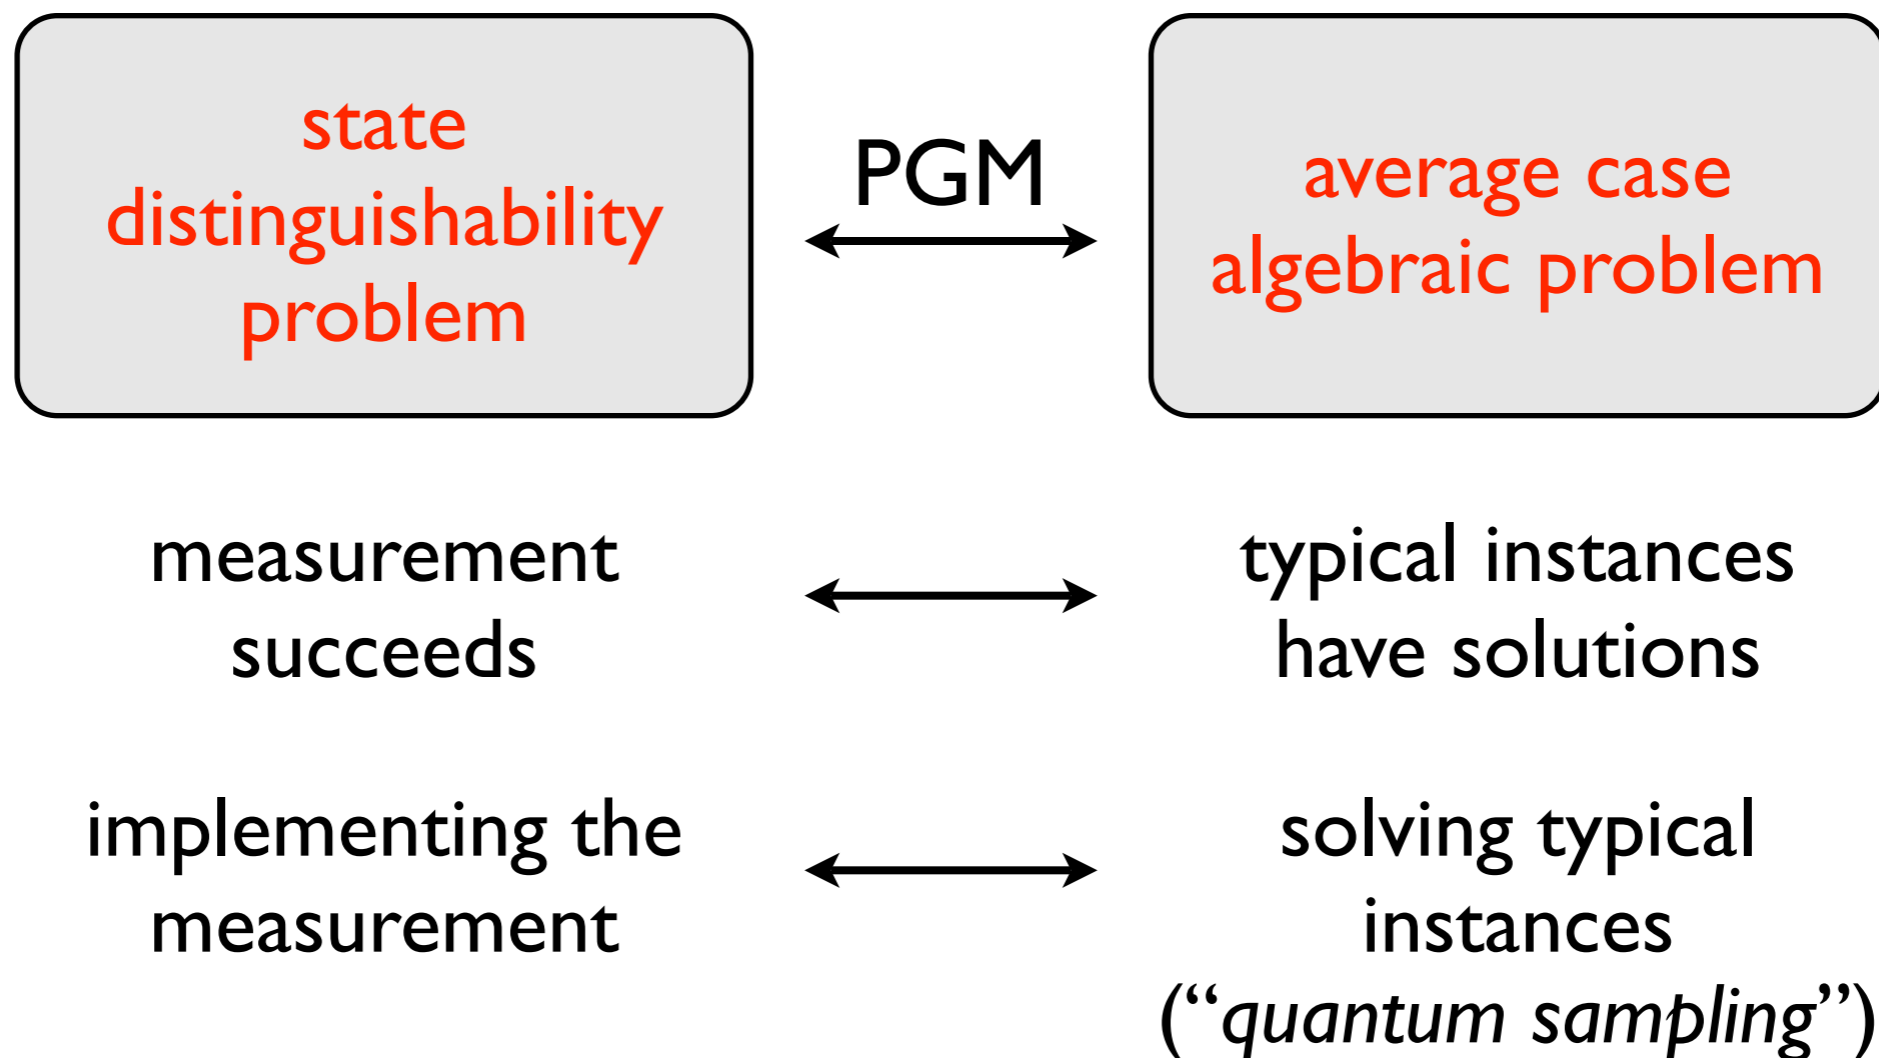 state
distinguishability
problem
PGM
average case
algebraic problem
measurement
succeeds
typical instances
have solutions
implementing the
measurement
solving typical
instances
(“quantum sampling”)